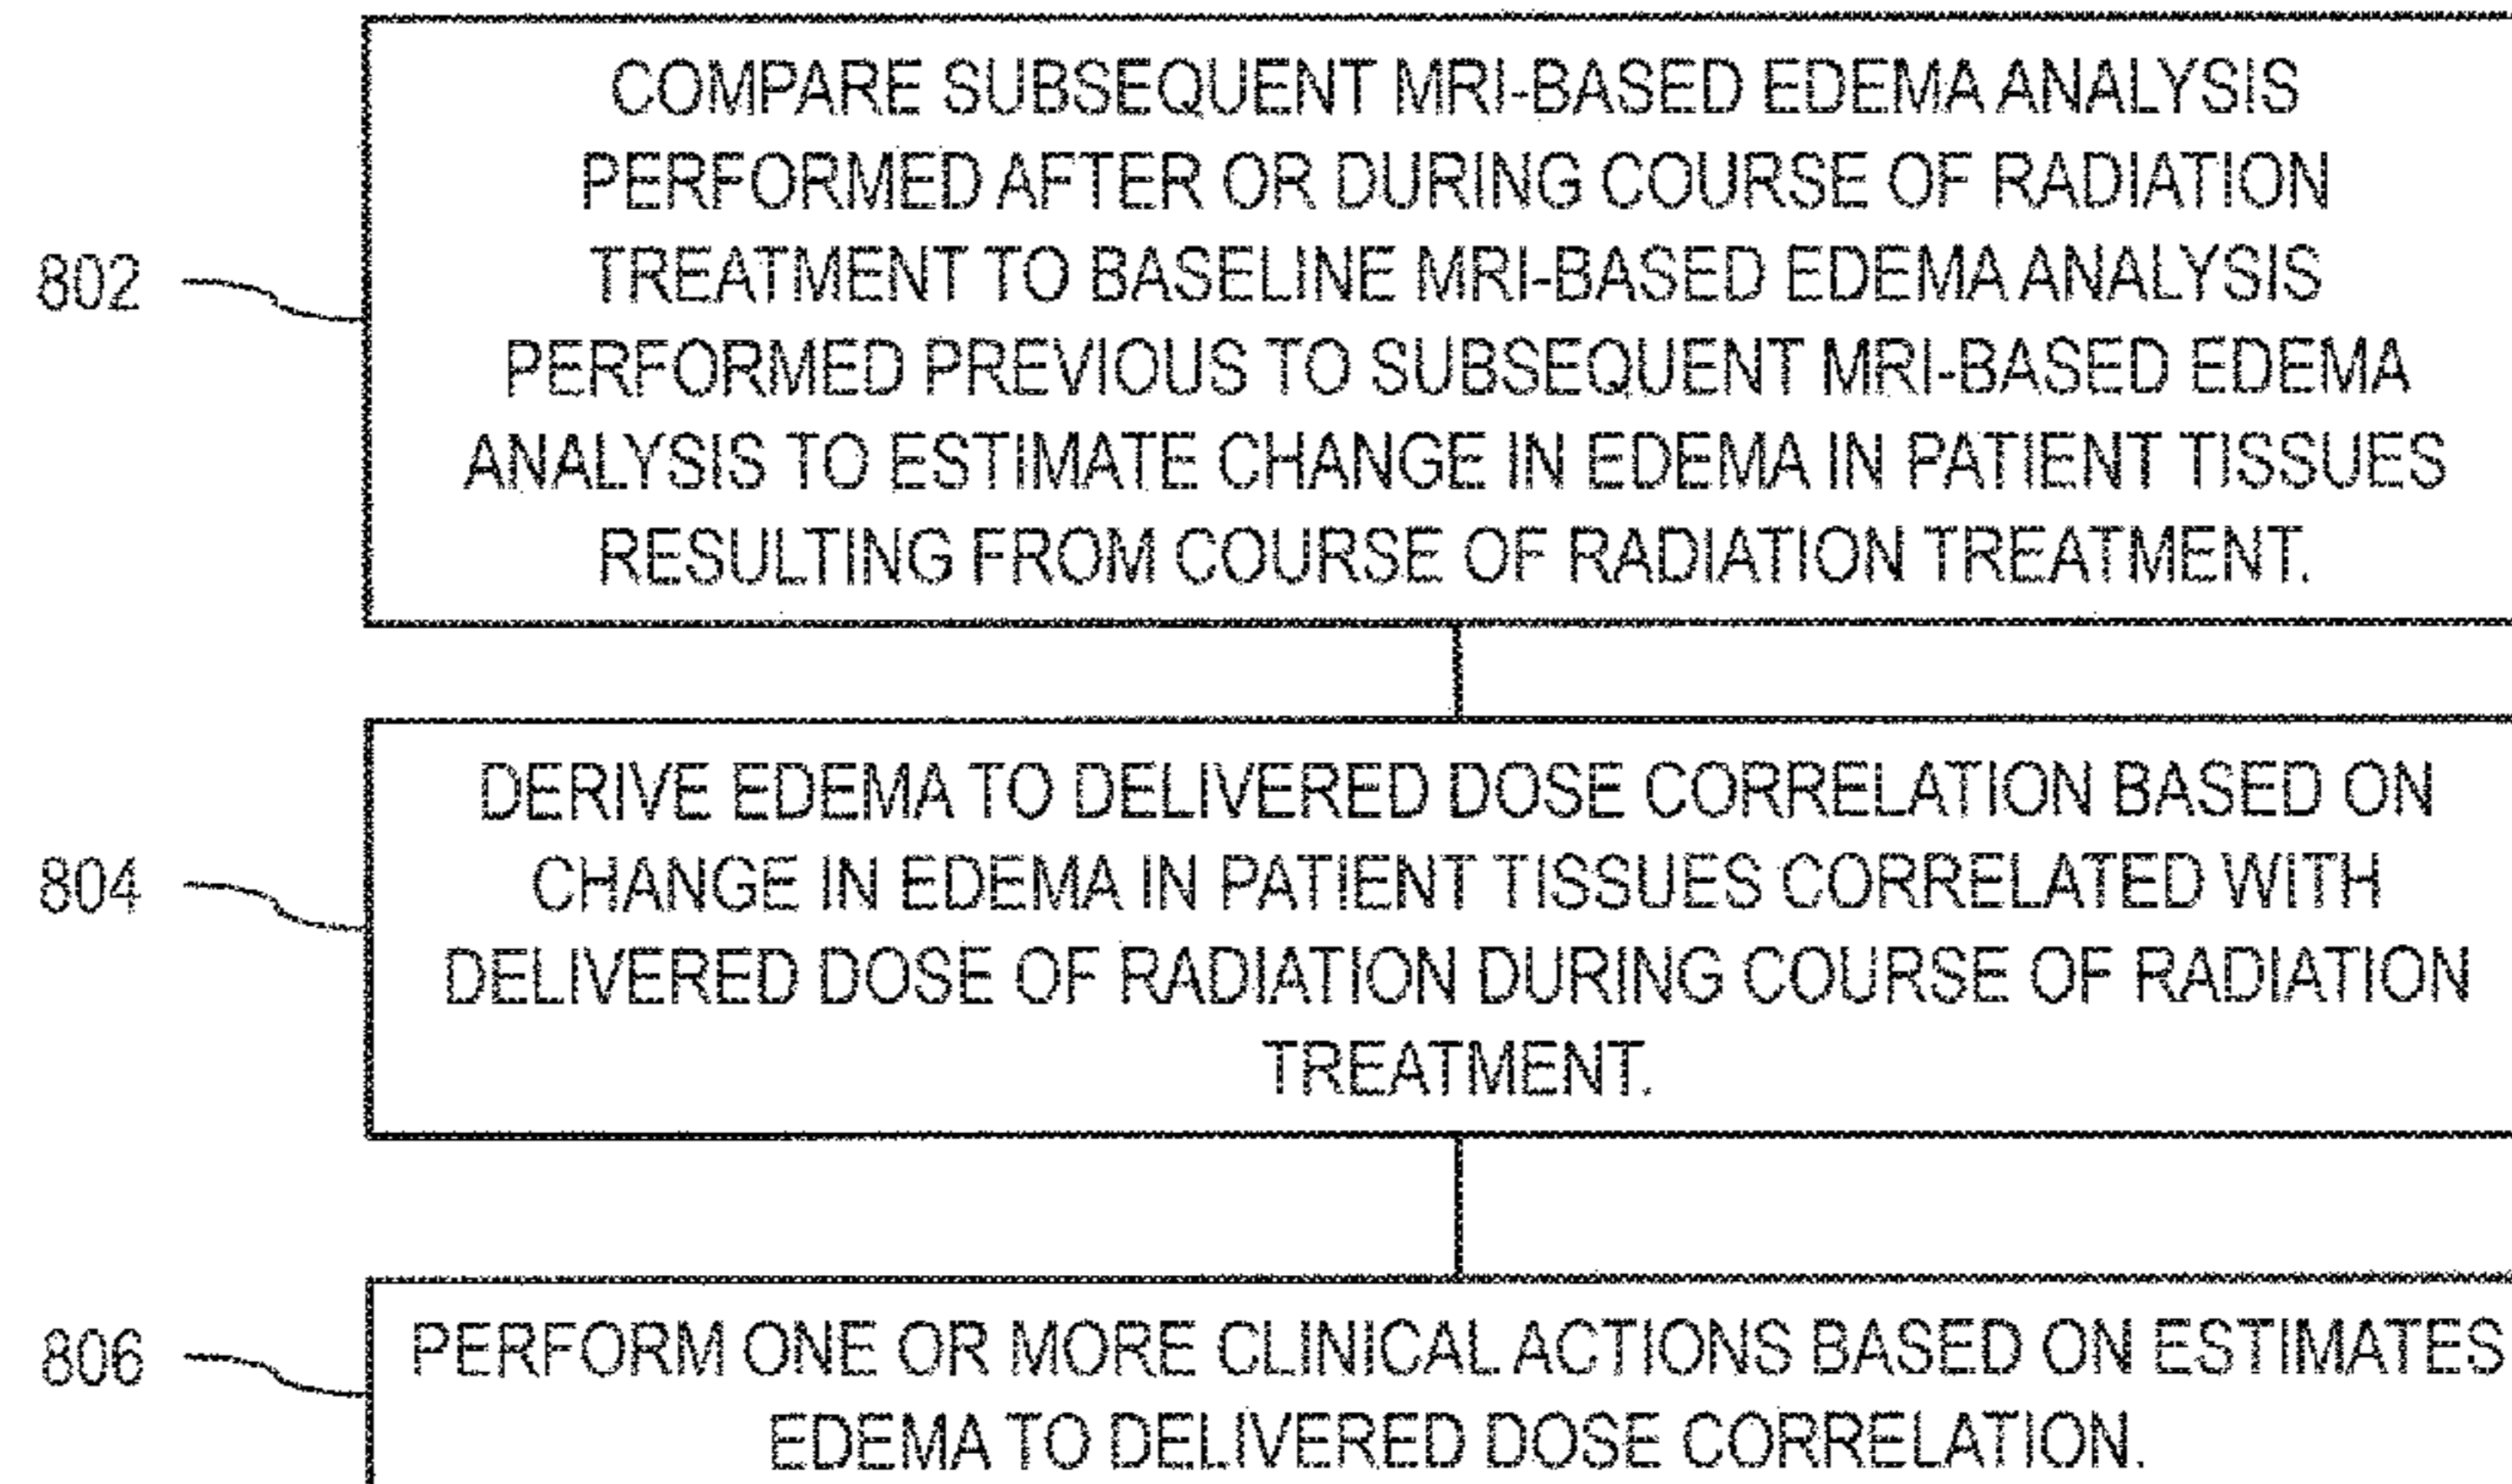 COMPARE SUBSEQUENT MRI-BASED EDEMA ANALYSIS
PERFORMED AFTER OR DURING COURSE OF RADIATION
TREATMENT TO BASELINE MRI-BASED EDEMA ANALYSIS
PERFORMED PREVIOUS TO SUBSEQUENT MRI-BASED EDEMA
ANALYSIS TO ESTIMATE CHANGE IN EDEMA IN PATIENT TISSUES
RESULTING FROM COURSE OF RADIATION TREATMENT.
802
DERIVE EDEMA TO DELIVERED DOSE CORRELATION BASED ON
CHANGE IN EDEMA IN PATIENT TISSUES CORRELATED WITH
DELIVERED DOSE OF RADIATION DURING COURSE OF RADIATION
TREATMENT.
804
PERFORM ONE OR MORE CLINICAL ACTIONS BASED ON ESTIMATES
EDEMA TO DELIVERED DOSE CORRELATION.
806